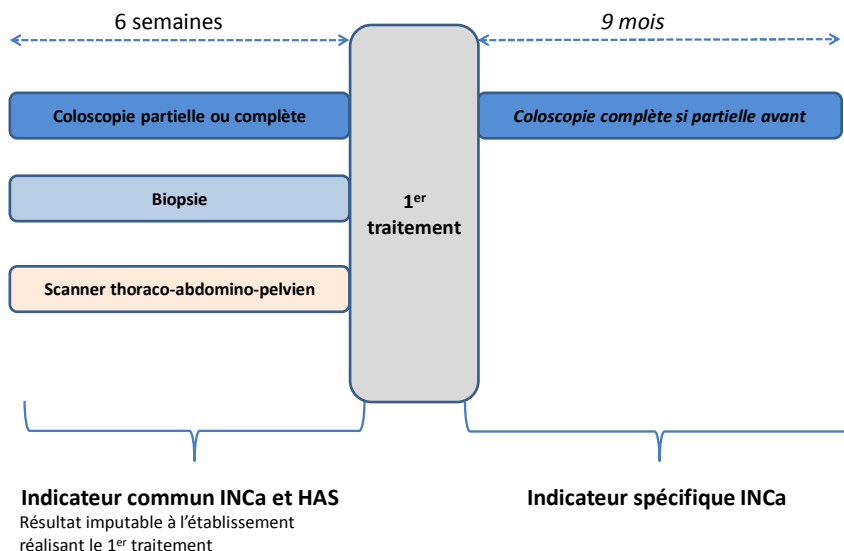 6 semaines
9 mois
Coloscopie partielle ou complète
Coloscopie complète si partielle avant
Biopsie
1er
traitement
Scanner thoraco-abdomino-pelvien
Indicateur commun INCa et HAS
Résultat imputable à l'établissement
réalisant le 1er traitement
Indicateur spécifique INCa